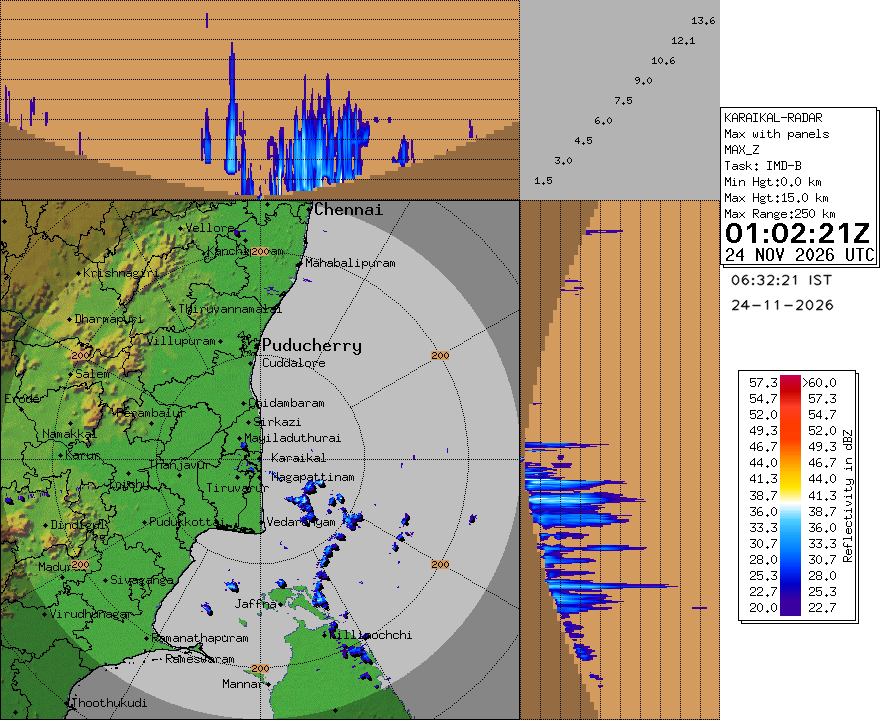 13.6
12.1
10.6
9.0
7.5
6.0
4.5
3.0
1.5
KARAIKAL-RADAR
Max with panels
MAX_Z
Task: IMD-B
Min Hgt:0.0 km
Max Hgt:15.0 km
Max Range:250 km
01:02:21Z
24 NOV 2026 UTC
06:32:21 IST
24-11-2026
Chennai
Vellore
200
Mahabalipuram
Krishnagiri
Thiruvannamalai
Dharmapuri
Villupuram
Puducherry
200
200
Cuddalore
Salem
Erode
Chidambaram
Perambalur
Sirkazi
Namakkal
Mayiladuthurai
Karur
Karaikal
Thanjavur
Nagapattinam
Tiruvarur
Dindigul
Pudukkottai
Vedaranyam
200
200
Madurai
Sivaganga
Jaffna
Virudhunagar
Ramanathapuram
Killinochchi
Rameswaram
200
Mannar
Thoothukudi
57.3 >60.0
54.7 57.3
52.0 54.7
49.3 52.0
46.7 49.3
44.0 46.7
41.3 44.0
38.7 41.3
36.0 38.7
33.3 36.0
30.7 33.3
28.0 30.7
25.3 28.0
22.7 25.3
20.0 22.7
Reflectivity in dBZ